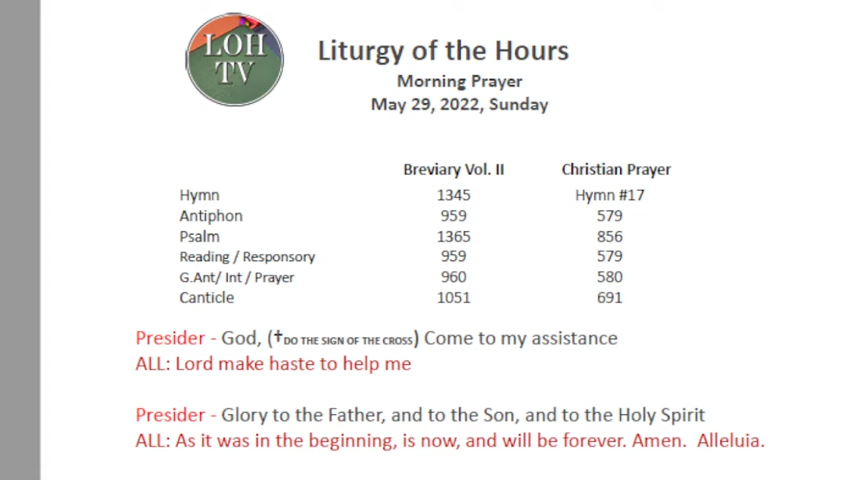 LOH
TV
Liturgy of the Hours
Morning Prayer
May 29, 2022, Sunday
Breviary Vol. II Christian Prayer
Hymn 1345 Hymn #17
Antiphon 959 579
Psalm 1365 856
Reading / Responsory 959 579
G.Ant/ Int / Prayer 960 580
Canticle 1051 691
Presider - God, (✝DO THE SIGN OF THE CROSS) Come to my assistance
ALL: Lord make haste to help me
Presider - Glory to the Father, and to the Son, and to the Holy Spirit
ALL: As it was in the beginning, is now, and will be forever. Amen. Alleluia.